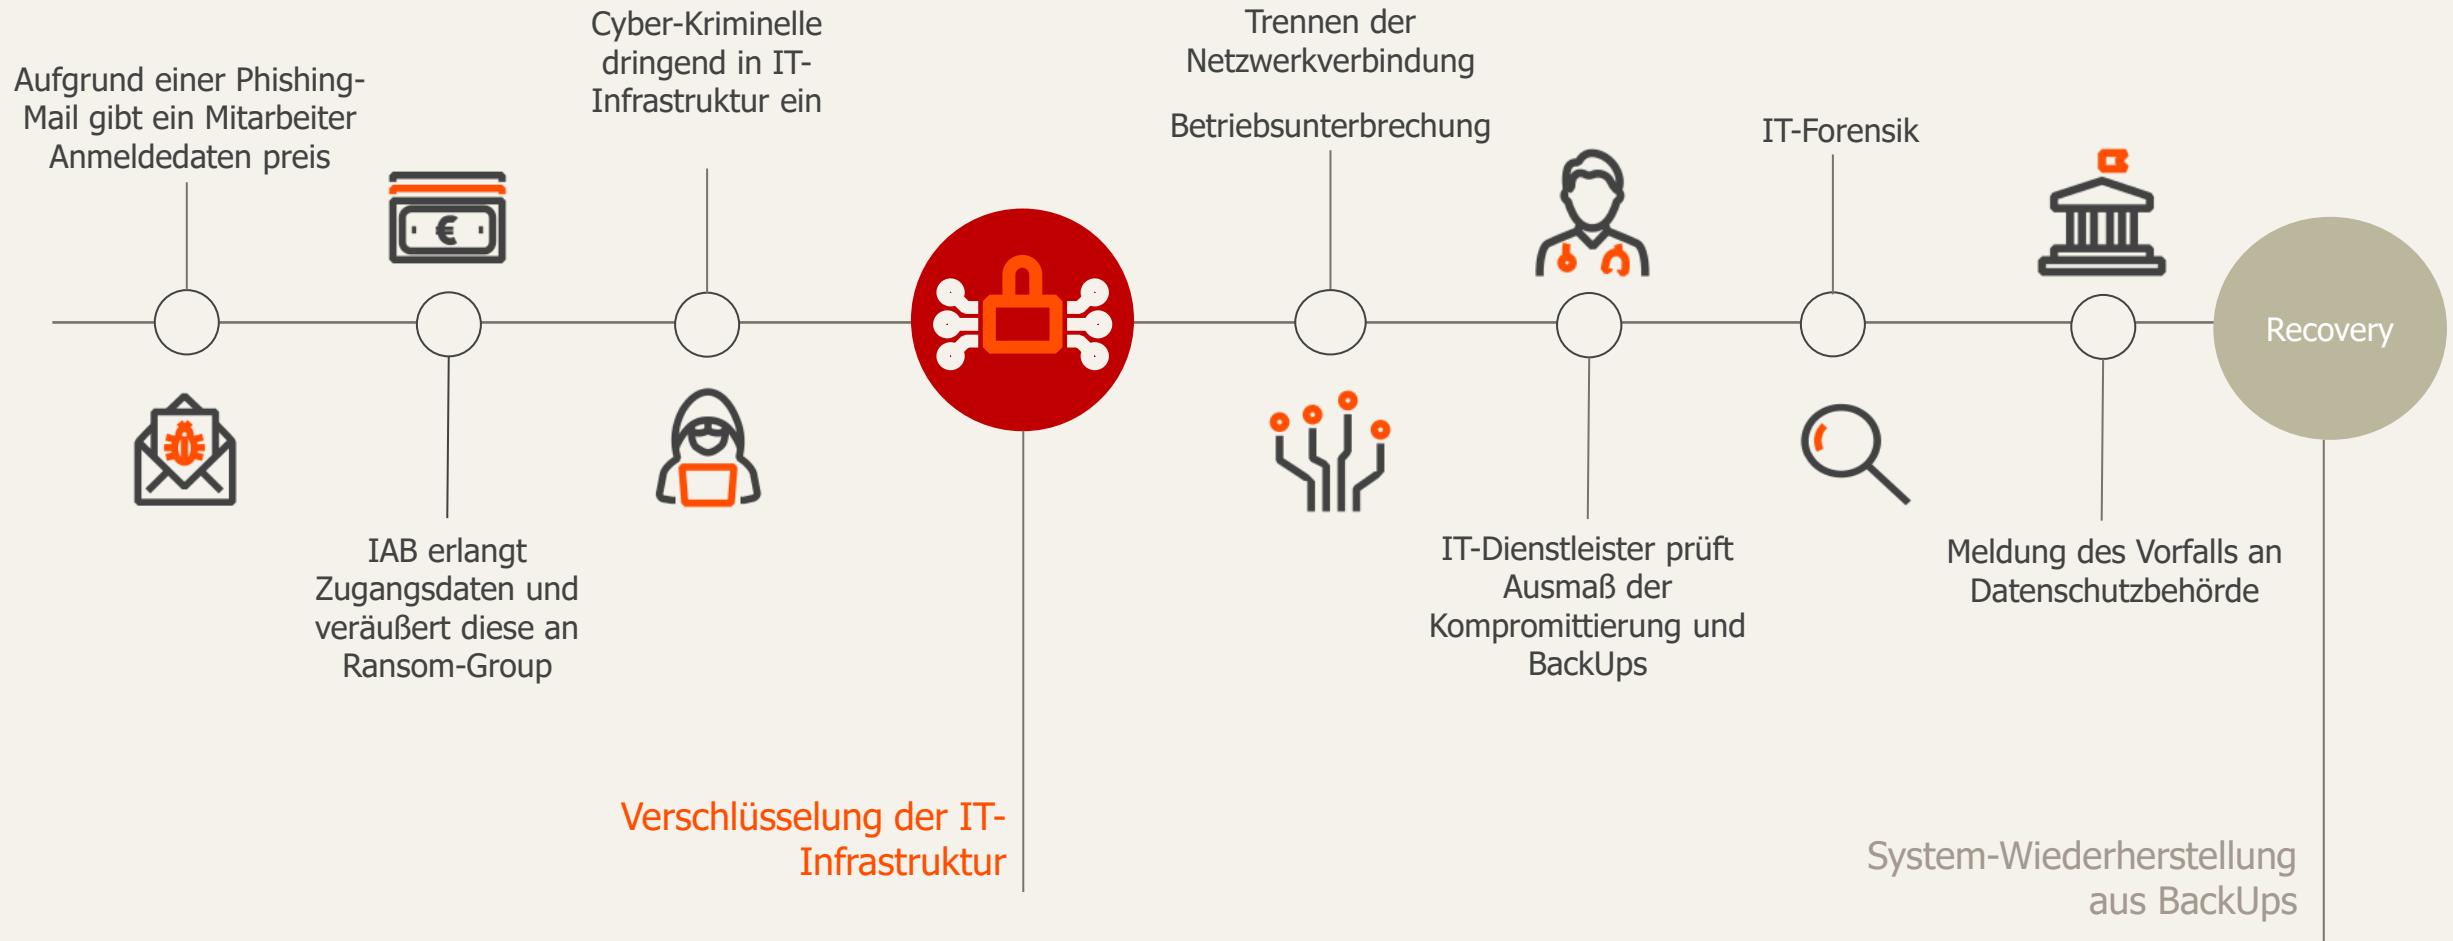 Aufgrund einer Phishing-
Mail gibt ein Mitarbeiter
Anmeldedaten preis
IAB erlangt
Zugangsdaten und
veräußert diese an
Ransom-Group
Cyber-Kriminelle
dringend in IT-
Infrastruktur ein
Verschlüsselung der IT-
Infrastruktur
Trennen der
Netzwerkverbindung
Betriebsunterbrechung
IT-Dienstleister prüft
Ausmaß der
Kompromittierung und
BackUps
IT-Forensik
Meldung des Vorfalls an
Datenschutzbehörde
Recovery
System-Wiederherstellung
aus BackUps